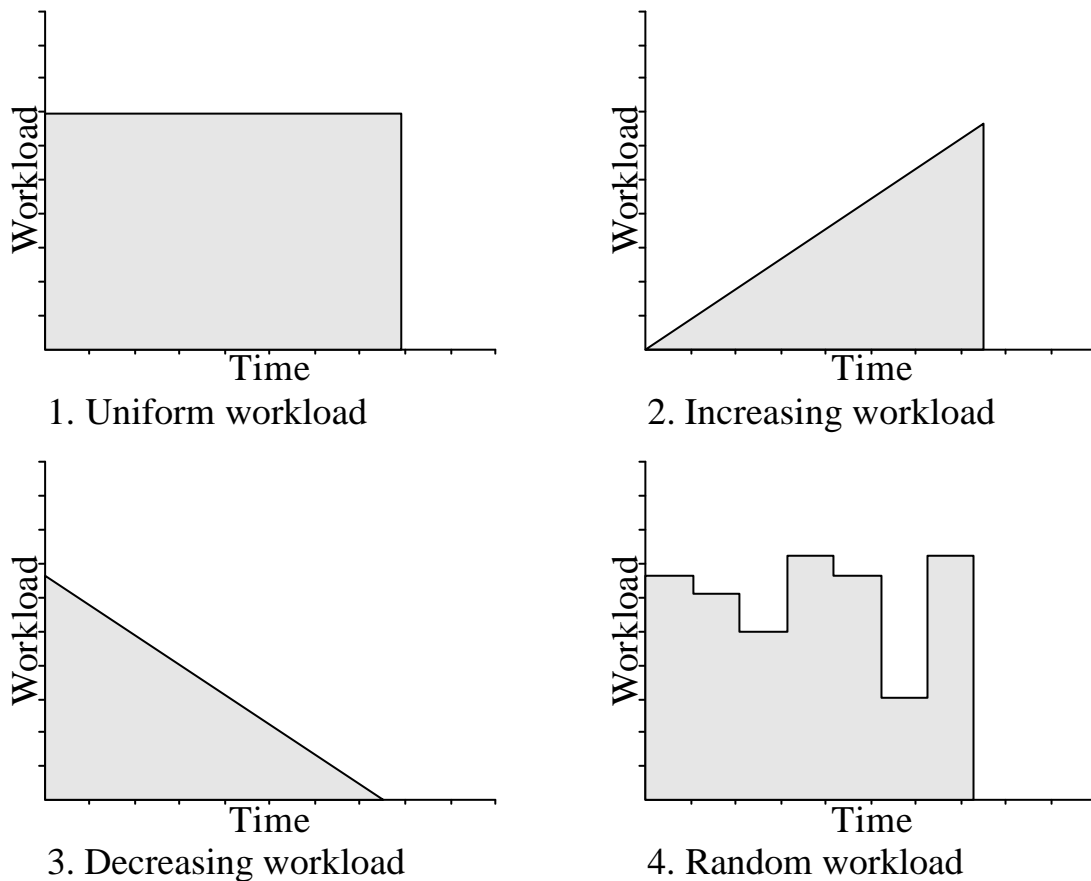 Workload
Time
1. Uniform workload
Workload
Time
2. Increasing workload
Workload
Time
3. Decreasing workload
Workload
Time
4. Random workload